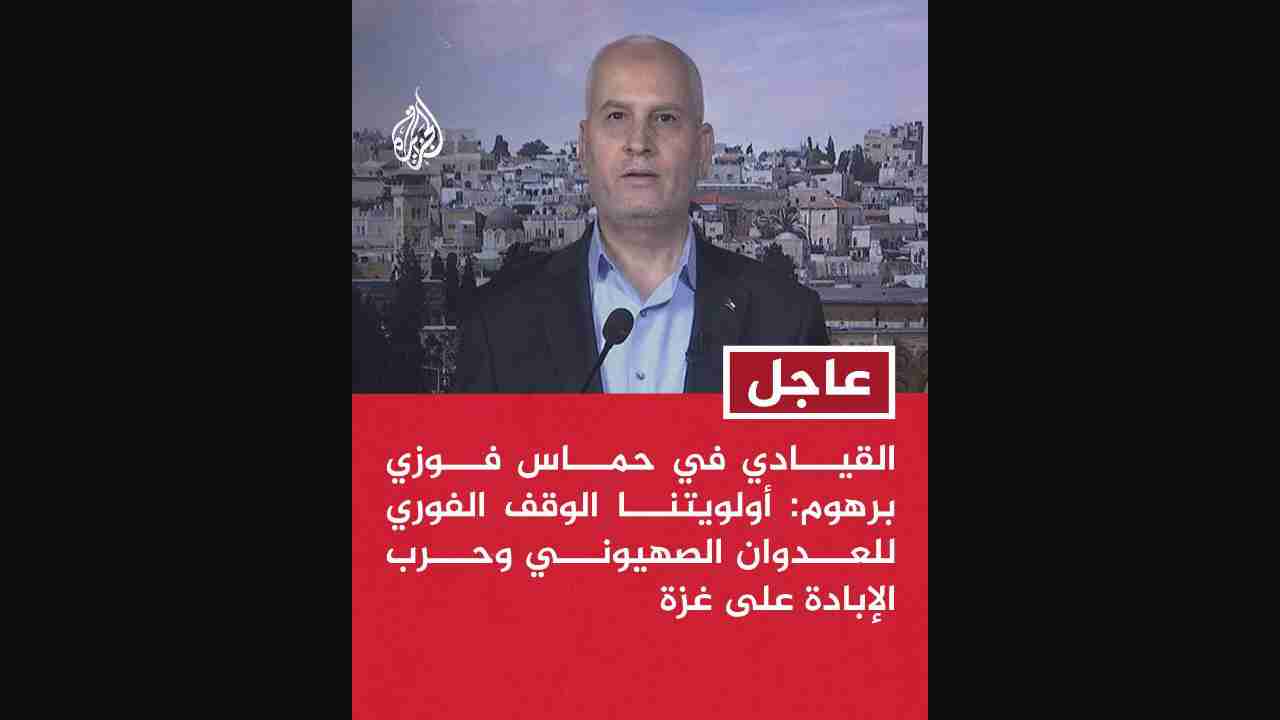 الجزيرة
عاجل
القيادي في حماس فوزي
برهوم: أولويتنا الوقف الفوري
للعدوان الصهيوني وحرب
الإبادة على غزة